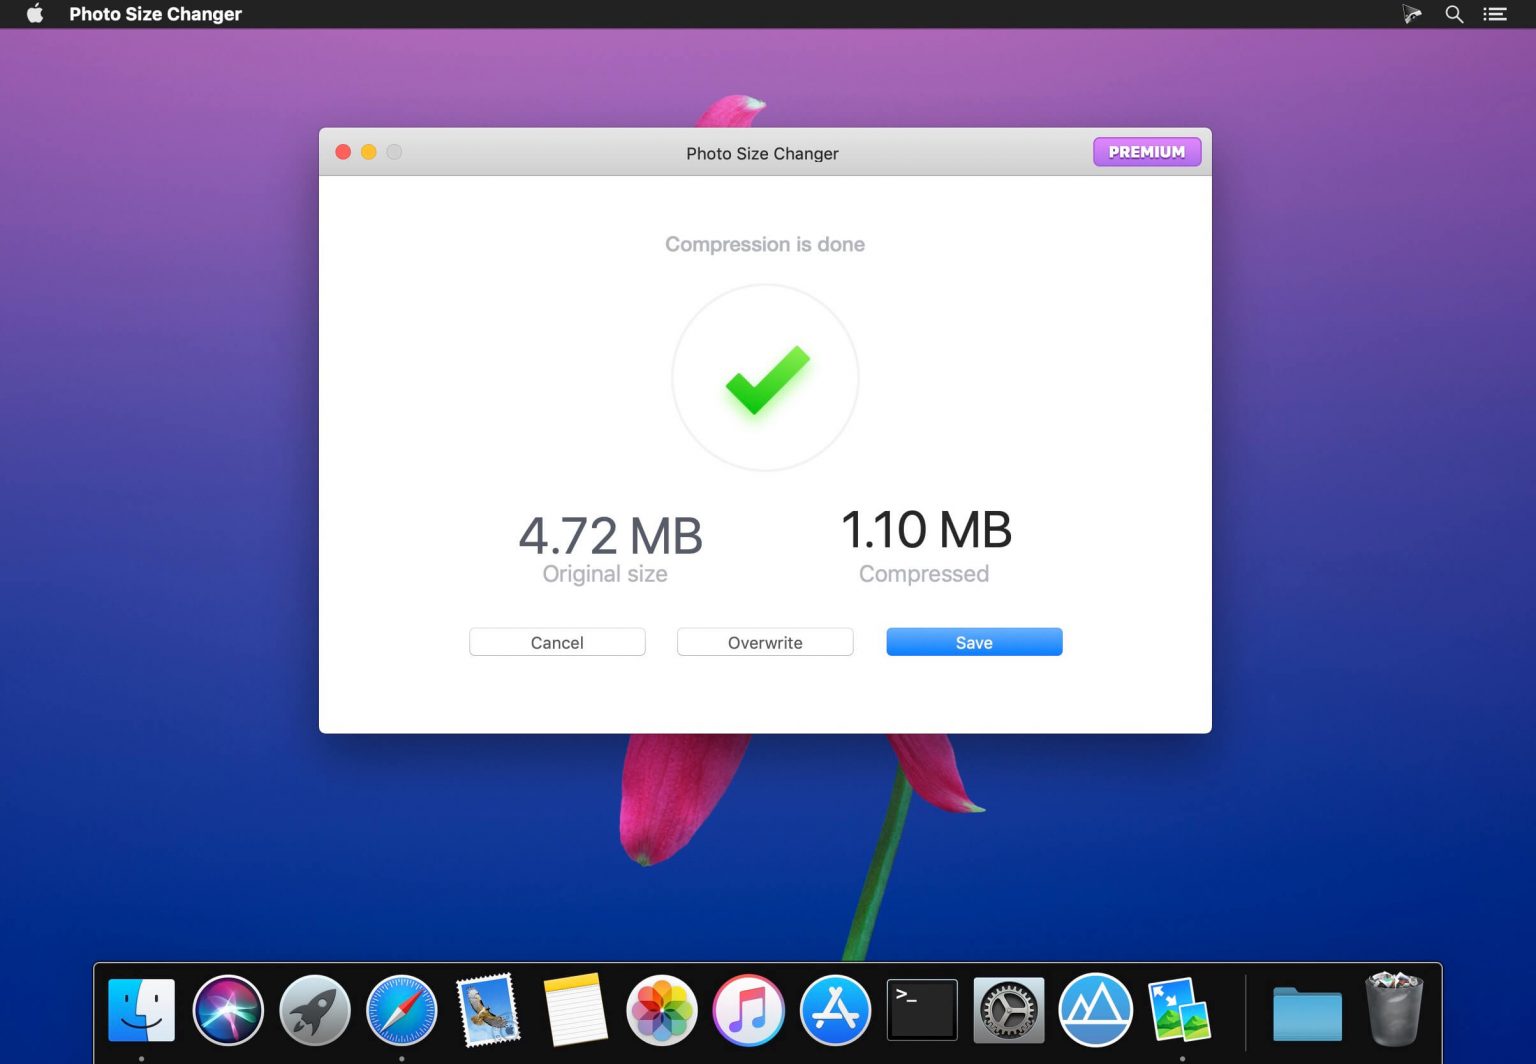 Photo Size Changer
Photo Size Changer
PREMIUM
Compression is done
4.72 MB
1.10 MB
Original size
Compressed
Cancel
Overwrite
Save
>_